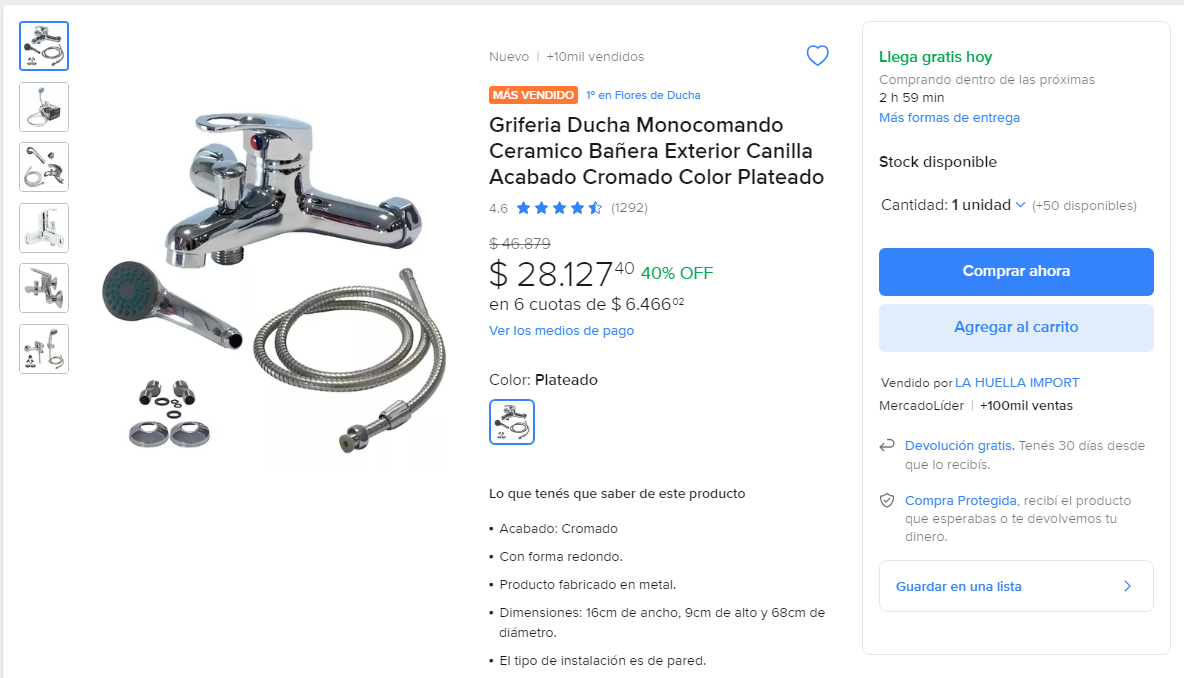 Nuevo | +10mil vendidos
MÁS VENDIDO 1º en Flores de Ducha
Griferia Ducha Monocomando
Ceramico Bañera Exterior Canilla
Acabado Cromado Color Plateado
4.6 (1292)
$ 46.879
$ 28.127 40 40% OFF
en 6 cuotas de $ 6.466 02
Ver los medios de pago
Color: Plateado
Lo que tenés que saber de este producto
• Acabado: Cromado
• Con forma redondo.
• Producto fabricado en metal.
• Dimensiones: 16cm de ancho, 9cm de alto y 68cm de
diámetro.
• El tipo de instalación es de pared.
Llega gratis hoy
Comprando dentro de las próximas
2 h 59 min
Más formas de entrega
Stock disponible
Cantidad: 1 unidad (+50 disponibles)
Comprar ahora
Agregar al carrito
Vendido por LA HUELLA IMPORT
MercadoLíder | +100mil ventas
Devolución gratis. Tenés 30 días desde
que lo recibís.
Compra Protegida, recibí el producto
que esperabas o te devolvemos tu
dinero.
Guardar en una lista